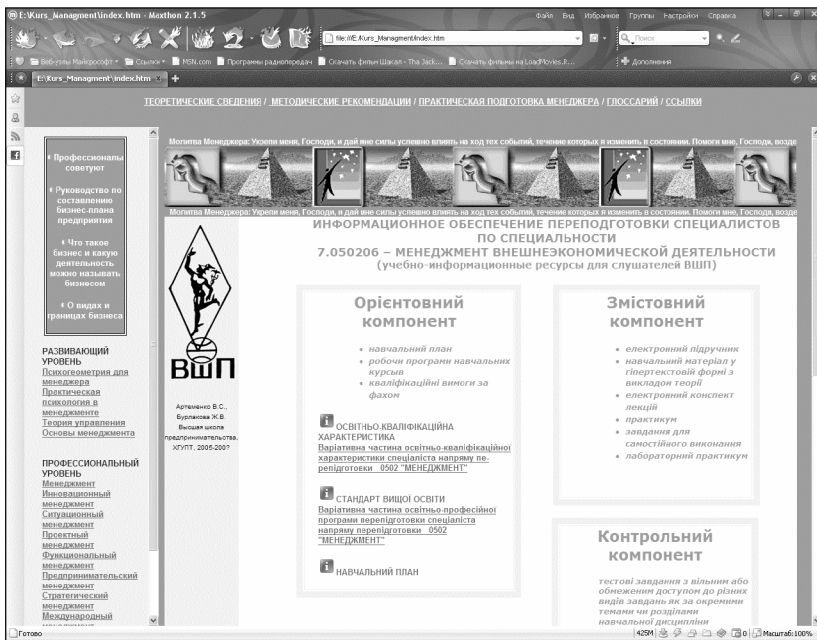 E:\Kurs_Managment\index.htm - Maxthon 2.1.5
Файл Вид Избранное Группы Настройки Справка
file:///E:/Kurs_Managment/index.htm
Поиск
Веб-узлы Майкрософт
Ссылки
MSN.com
Программы радиопередач
Скачать фильм Шакал - The Jack...
Скачать фильмы на LoadMovies.R...
Дополнения
E:\Kurs_Managment\index.htm
ТЕОРЕТИЧЕСКИЕ СВЕДЕНИЯ / МЕТОДИЧЕСКИЕ РЕКОМЕНДАЦИИ / ПРАКТИЧЕСКАЯ ПОДГОТОВКА МЕНЕДЖЕРА / ГЛОССАРИЙ / ССЫЛКИ
Профессионалы
советуют
Руководство по
составлению
бизнес-плана
предприятия
Что такое
бизнес и какую
деятельность
можно называть
бизнесом
О видах и
границах бизнеса
РАЗВИВАЮЩИЙ
УРОВЕНЬ
Психогеометрия для
менеджера
Практическая
психология в
менеджменте
Теория управления
Основы менеджмента
ПРОФЕССИОНАЛЬНЫЙ
УРОВЕНЬ
Менеджмент
Инновационный
менеджмент
Ситуационный
менеджмент
Проектный
менеджмент
Функциональный
менеджмент
Предпринимательский
менеджмент
Стратегический
менеджмент
Международный
Молитва Менеджера: Укрепи меня, Господи, и дай мне силы успешно влиять на ход тех событий, течение которых я изменить в состоянии. Помоги мне, Господи, возде
Молитва Менеджера: Укрепи меня, Господи, и дай мне силы успешно влиять на ход тех событий, течение которых я изменить в состоянии. Помоги мне, Господи, возде
ВШП
Артеменко В.С.,
Бурлакова Ж.В.
Высшая школа
предпринимательства,
ХГУПТ, 2005-200?
ИНФОРМАЦИОННОЕ ОБЕСПЕЧЕНИЕ ПЕРЕПОДГОТОВКИ СПЕЦИАЛИСТОВ
ПО СПЕЦИАЛЬНОСТИ
7.050206 – МЕНЕДЖМЕНТ ВНЕШНЕЭКОНОМИЧЕСКОЙ ДЕЯТЕЛЬНОСТИ
(учебно-информационные ресурсы для слушателей ВШП)
Орієнтовний
компонент
навчальний план
робочи програми навчальних
курсыв
кваліфікаційні вимоги за
фахом
ОСВІТНЬО-КВАЛІФІКАЦІЙНА
ХАРАКТЕРИСТИКА
Варіативна частина освітньо-кваліфікаційної
характеристики спеціаліста напряму пе-
репідготовки 0502 "МЕНЕДЖМЕНТ"
СТАНДАРТ ВИЩОЇ ОСВІТИ
Варіативна частина освітньо-професійної
програми верепідготовки спеціаліста
напряму перепідготовки 0502
"МЕНЕДЖМЕНТ"
НАВЧАЛЬНИЙ ПЛАН
Змістовний
компонент
електронний підручник
навчальний матеріал у
гіпертекстовій формі з
викладом теорії
електронний конспект
лекцій
практикум
завдання для
самостійного виконання
лабораторний практикум
Контрольний
компонент
тестові завдання з вільним або
обмеженим доступом до різних
видів завдань як за окремими
темами чи розділами
навчальної дисципліни
Готово
425M
0
Масштаб:100%